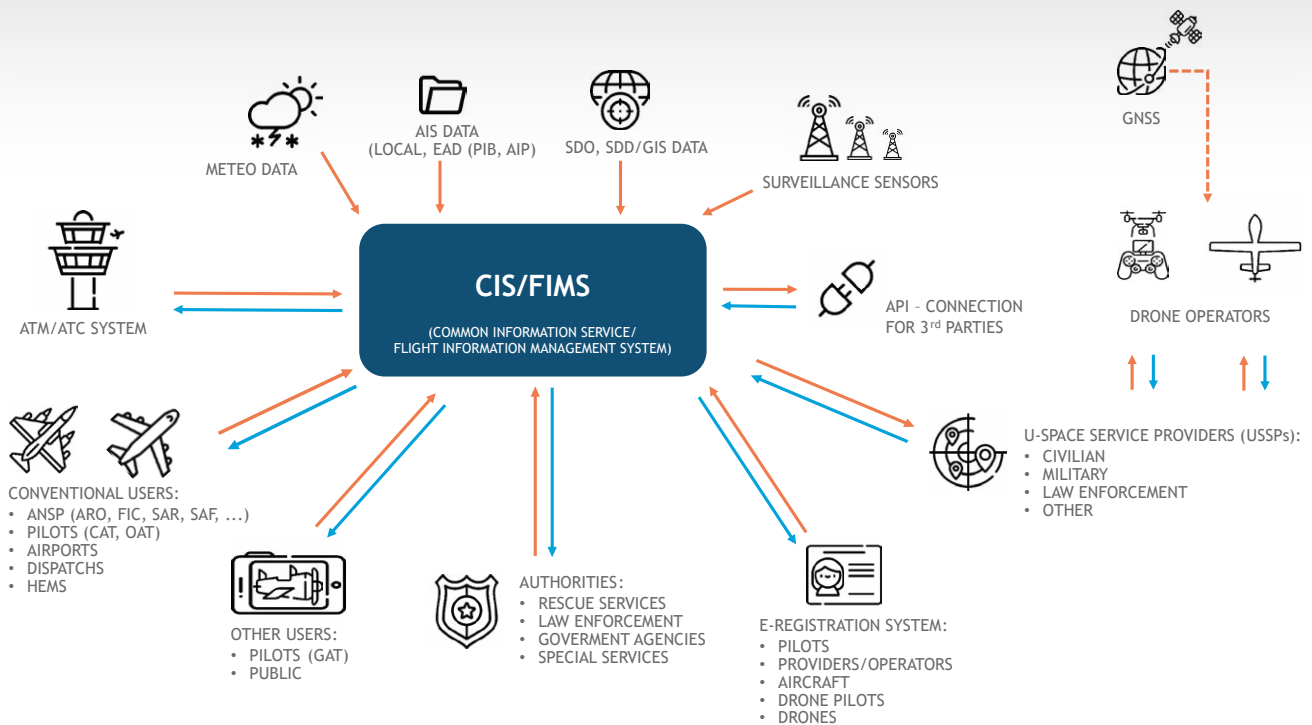 GNSS
METEO DATA
AIS DATA
(LOCAL, EAD (PIB, AIP)
SDO, SDD/GIS DATA
SURVEILLANCE SENSORS
ATM/ATC SYSTEM
CIS/FIMS
(COMMON INFORMATION SERVICE/
FLIGHT INFORMATION MANAGEMENT SYSTEM)
API – CONNECTION
FOR 3rd PARTIES
DRONE OPERATORS
CONVENTIONAL USERS:
• ANSP (ARO, FIC, SAR, SAF, ...)
• PILOTS (CAT, OAT)
• AIRPORTS
• DISPATCHS
• HEMS
OTHER USERS:
• PILOTS (GAT)
• PUBLIC
AUTHORITIES:
• RESCUE SERVICES
• LAW ENFORCEMENT
• GOVERMENT AGENCIES
• SPECIAL SERVICES
E-REGISTRATION SYSTEM:
• PILOTS
• PROVIDERS/OPERATORS
• AIRCRAFT
• DRONE PILOTS
• DRONES
U-SPACE SERVICE PROVIDERS (USSPs):
• CIVILIAN
• MILITARY
• LAW ENFORCEMENT
• OTHER